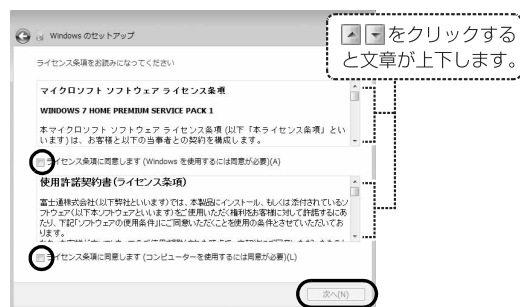 Windows のセットアップ
をクリックする
と文章が上下します。
ライセンス条項をお読みになってください
マイクロソフト ソフトウェア ライセンス条項
WINDOWS 7 HOME PREMIUM SERVICE PACK 1
本マイクロソフト ソフトウェア ライセンス条項 (以下「本ライセンス条項」とい
います) は、お客様と以下の当事者との契約を構成します。
ライセンス条項に同意します (Windows を使用するには同意が必要)(A)
使用許諾契約書(ライセンス条項)
富士通株式会社(以下弊社といいます)では、本製品にインストール、もしくは添付されているソ
フトウェア(以下本ソフトウェアといいます)をご使用いただく権利をお客様に対して許諾するにあ
たり、下記「ソフトウェアの使用条件」にご同意いただくことを使用の条件とさせていただいてお
ります。
ライセンス条項に同意します (コンピューターを使用するには同意が必要)(L)
次へ(N)